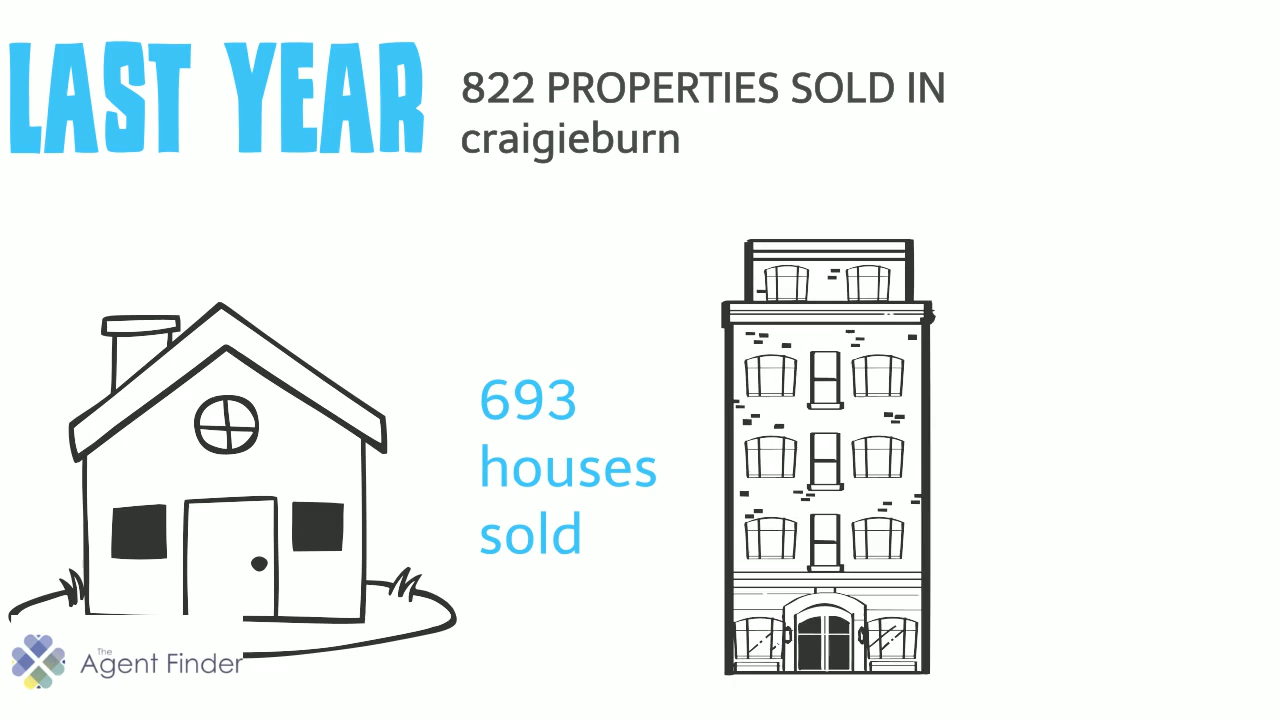 LAST YEAR
822 PROPERTIES SOLD IN
craigieburn
693
houses
sold
The
Agent Finder